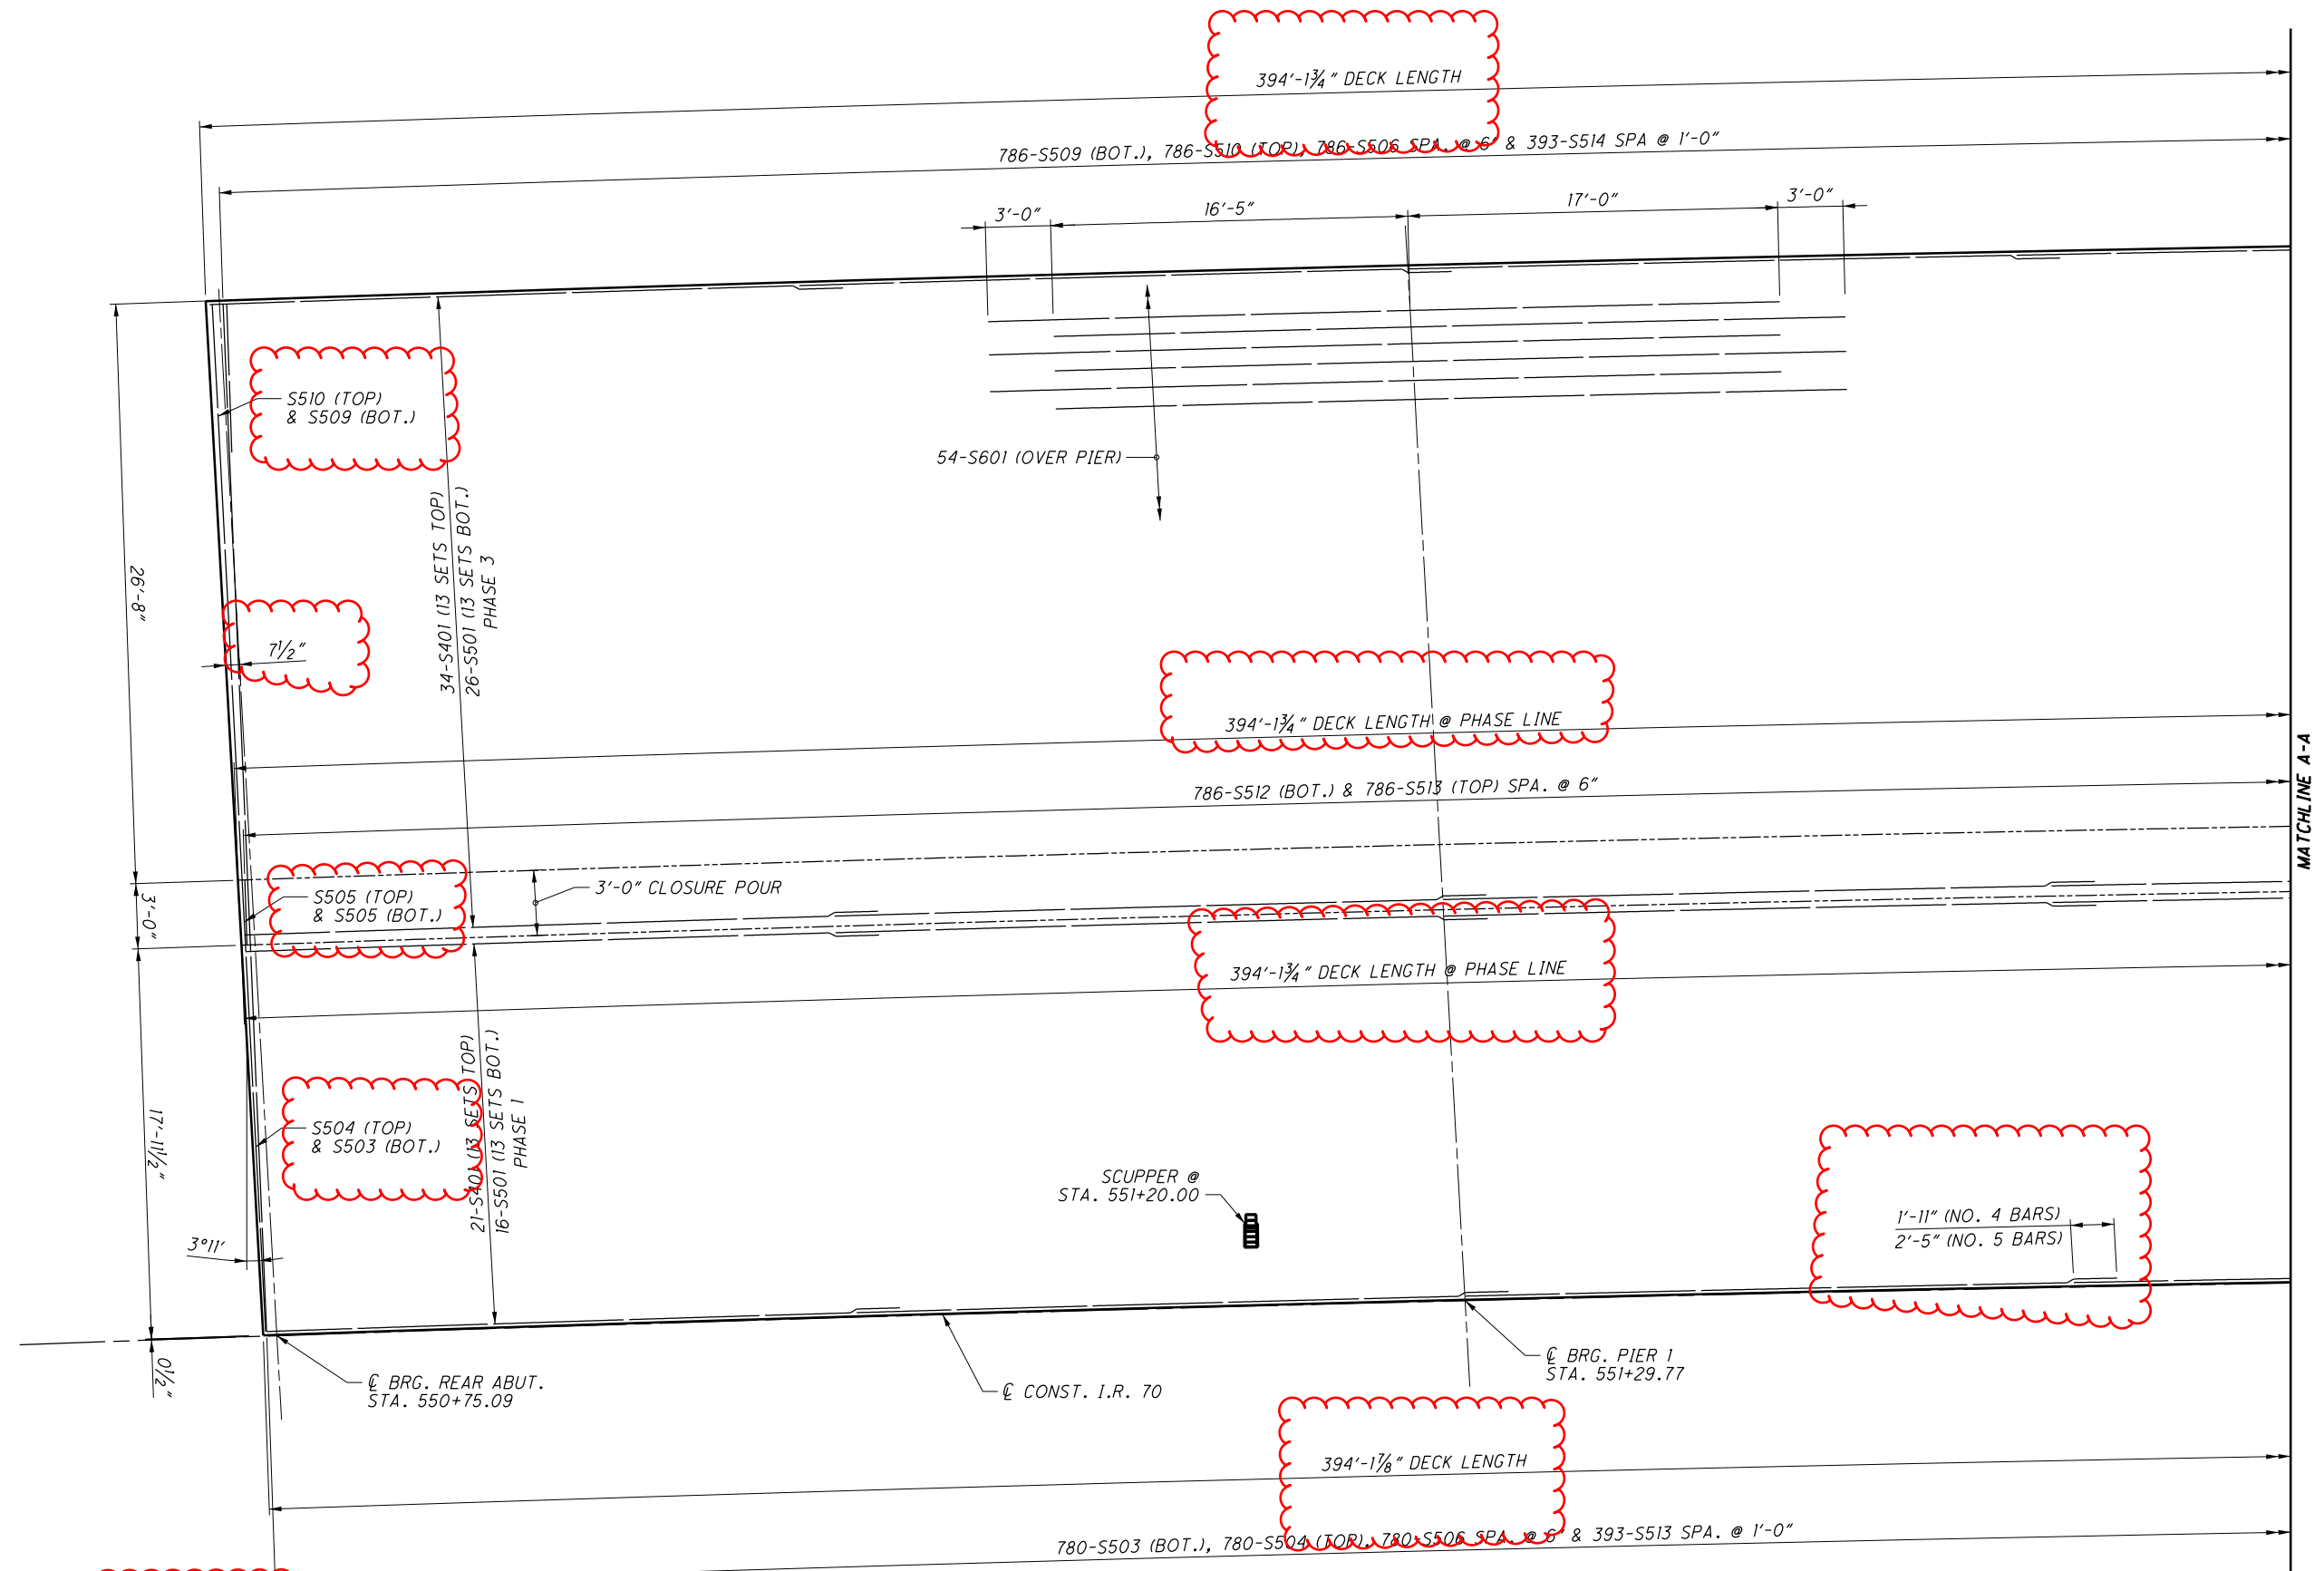 394'-1¾" DECK LENGTH
786-S509 (BOT.), 786-S510 (TOP), 786-S506 SPA. @ 6" & 393-S514 SPA @ 1'-0"
3'-0"
16'-5"
17'-0"
3'-0"
S510 (TOP)
& S509 (BOT.)
54-S601 (OVER PIER)
34-S401 (13 SETS TOP)
26-S501 (13 SETS BOT.)
PHASE 3
26'-8"
7½"
394'-1¾" DECK LENGTH @ PHASE LINE
786-S512 (BOT.) & 786-S513 (TOP) SPA. @ 6"
MATCHLINE A-A
3'-0"
S505 (TOP)
& S505 (BOT.)
3'-0" CLOSURE POUR
394'-1¾" DECK LENGTH @ PHASE LINE
17'-11½"
S504 (TOP)
& S503 (BOT.)
21-S401 (13 SETS TOP)
16-S501 (13 SETS BOT.)
PHASE 1
SCUPPER @
STA. 551+20.00
1'-11" (NO. 4 BARS)
2'-5" (NO. 5 BARS)
3°11'
0½"
℄ BRG. REAR ABUT.
STA. 550+75.09
℄ CONST. I.R. 70
℄ BRG. PIER 1
STA. 551+29.77
394'-1⅞" DECK LENGTH
780-S503 (BOT.), 780-S504 (TOP), 780-S506 SPA. @ 6" & 393-S513 SPA. @ 1'-0"